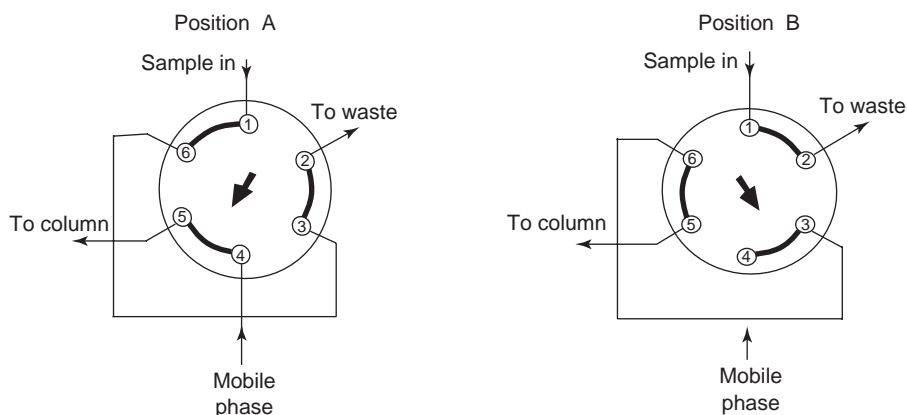 Position A
Sample in
To waste
1
2
3
4
5
6
To column
Mobile
phase
Position B
Sample in
To waste
1
2
3
4
5
6
To column
Mobile
phase